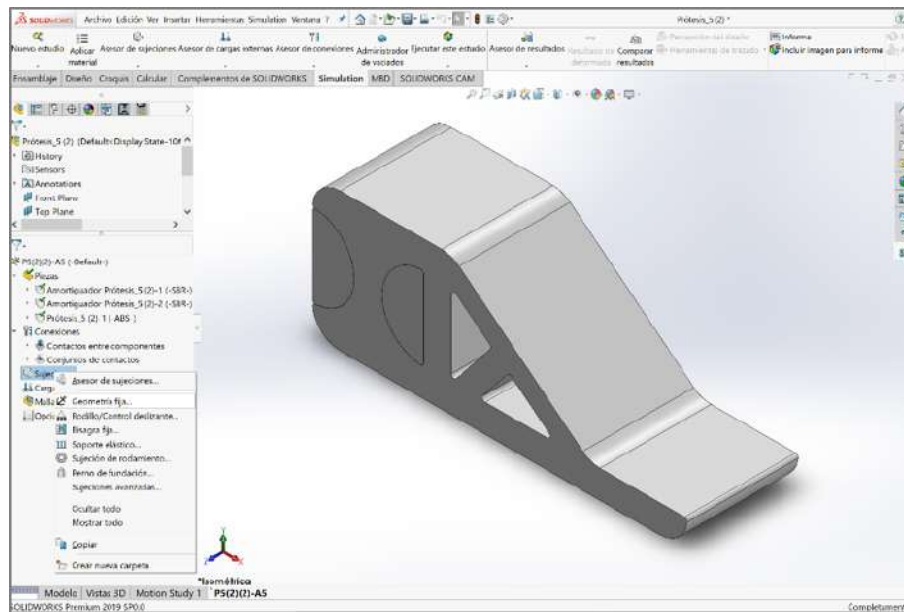 SOLIDWORKS Archivo Edición Ver Insertar Herramientas Simulation Ventana ? Prótesis_5(2) *
Nuevo estudio Aplicar material Asesor de sujeciones Asesor de cargas externas Asesor de conexiones Administrador de vaciados Ejecutar este estudio Asesor de resultados Comparar resultados Informe
Incluir imagen para informe
Ensamblaje Diseño Croquis Calcular Complementos de SOLIDWORKS Simulation MBD SOLIDWORKS CAM
Prótesis_5 (2) (Default<Display State-10
History
Sensors
Annotations
Front Plane
Top Plane
P5(2)(2)-A5 (-Default-)
Piezas
Amortiguador Prótesis_5(2)-1 (-SBR-)
Amortiguador Prótesis_5(2)-2 (-SBR-)
Conexiones
Contactos entre componentes
Conjuntos de contactos
Asesor de sujeciones...
Geometría fija...
Rodillo/Control deslizante...
Bisagra fija...
Soporte elástico...
Sujeción de rodamiento...
Perno de fundación...
Sujeciones avanzadas...
Ocultar todo
Mostrar todo
Copiar
Crear nueva carpeta
*Isométrica
Modelo Vistas 3D Motion Study 1 P5(2)(2)-A5
SOLIDWORKS Premium 2019 SP0.0 Completamen